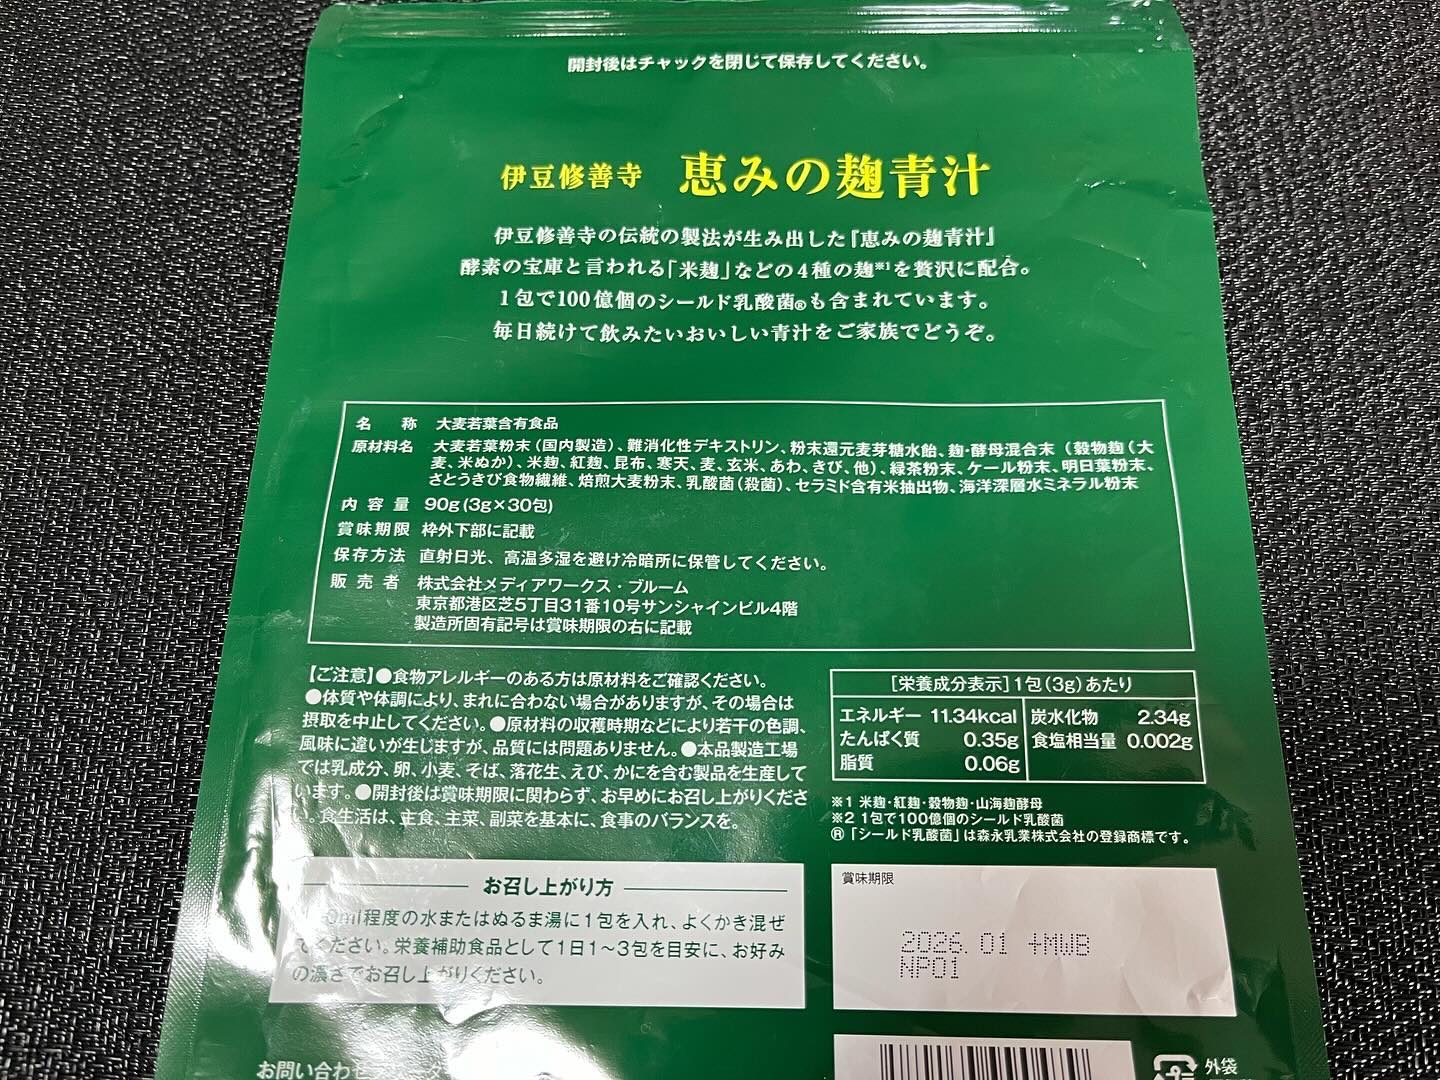 開封後はチャックを閉じて保存してください。
伊豆修善寺 恵みの麹青汁
伊豆修善寺の伝統の製法が生み出した『恵みの麹青汁』
酵素の宝庫と言われる「米麹」などの4種の麹※1を贅沢に配合。
1包で100億個のシールド乳酸菌®も含まれています。
毎日続けて飲みたいおいしい青汁をご家族でどうぞ。
名称 大麦若葉含有食品
原材料名 大麦若葉粉末（国内製造）、難消化性デキストリン、粉末還元麦芽糖水飴、麹・酵母混合末（穀物麹（大
麦、米ぬか）、米麹、紅麹、昆布、寒天、麦、玄米、あわ、きび、他）、緑茶粉末、ケール粉末、明日葉粉末、
さとうきび食物繊維、焙煎大麦粉末、乳酸菌（殺菌）、セラミド含有米抽出物、海洋深層水ミネラル粉末
内容量 90g（3g×30包）
賞味期限 枠外下部に記載
保存方法 直射日光、高温多湿を避け冷暗所に保管してください。
販売者 株式会社メディアワークス・ブルーム
東京都港区芝5丁目31番10号サンシャインビル4階
製造所固有記号は賞味期限の右に記載
【ご注意】●食物アレルギーのある方は原材料をご確認ください。
●体質や体調により、まれに合わない場合がありますが、その場合は
摂取を中止してください。●原材料の収穫時期などにより若干の色調、
風味に違いが生じますが、品質には問題ありません。●本品製造工場
では乳成分、卵、小麦、そば、落花生、えび、かにを含む製品を生産して
います。●開封後は賞味期限に関わらず、お早めにお召し上がりくださ
い。食生活は、主食、主菜、副菜を基本に、食事のバランスを。
［栄養成分表示］1包（3g）あたり
エネルギー 11.34kcal 炭水化物 2.34g
たんぱく質 0.35g 食塩相当量 0.002g
脂質 0.06g
※1 米麹・紅麹・穀物麹・山海麹酵母
※2 1包で100億個のシールド乳酸菌
®「シールド乳酸菌」は森永乳業株式会社の登録商標です。
お召し上がり方
0ml程度の水またはぬるま湯に1包を入れ、よくかき混ぜ
てください。栄養補助食品として1日1〜3包を目安に、お好み
の濃さでお召し上がりください。
賞味期限
2026.01 +MWB
NP01
お問い合わせ
外袋